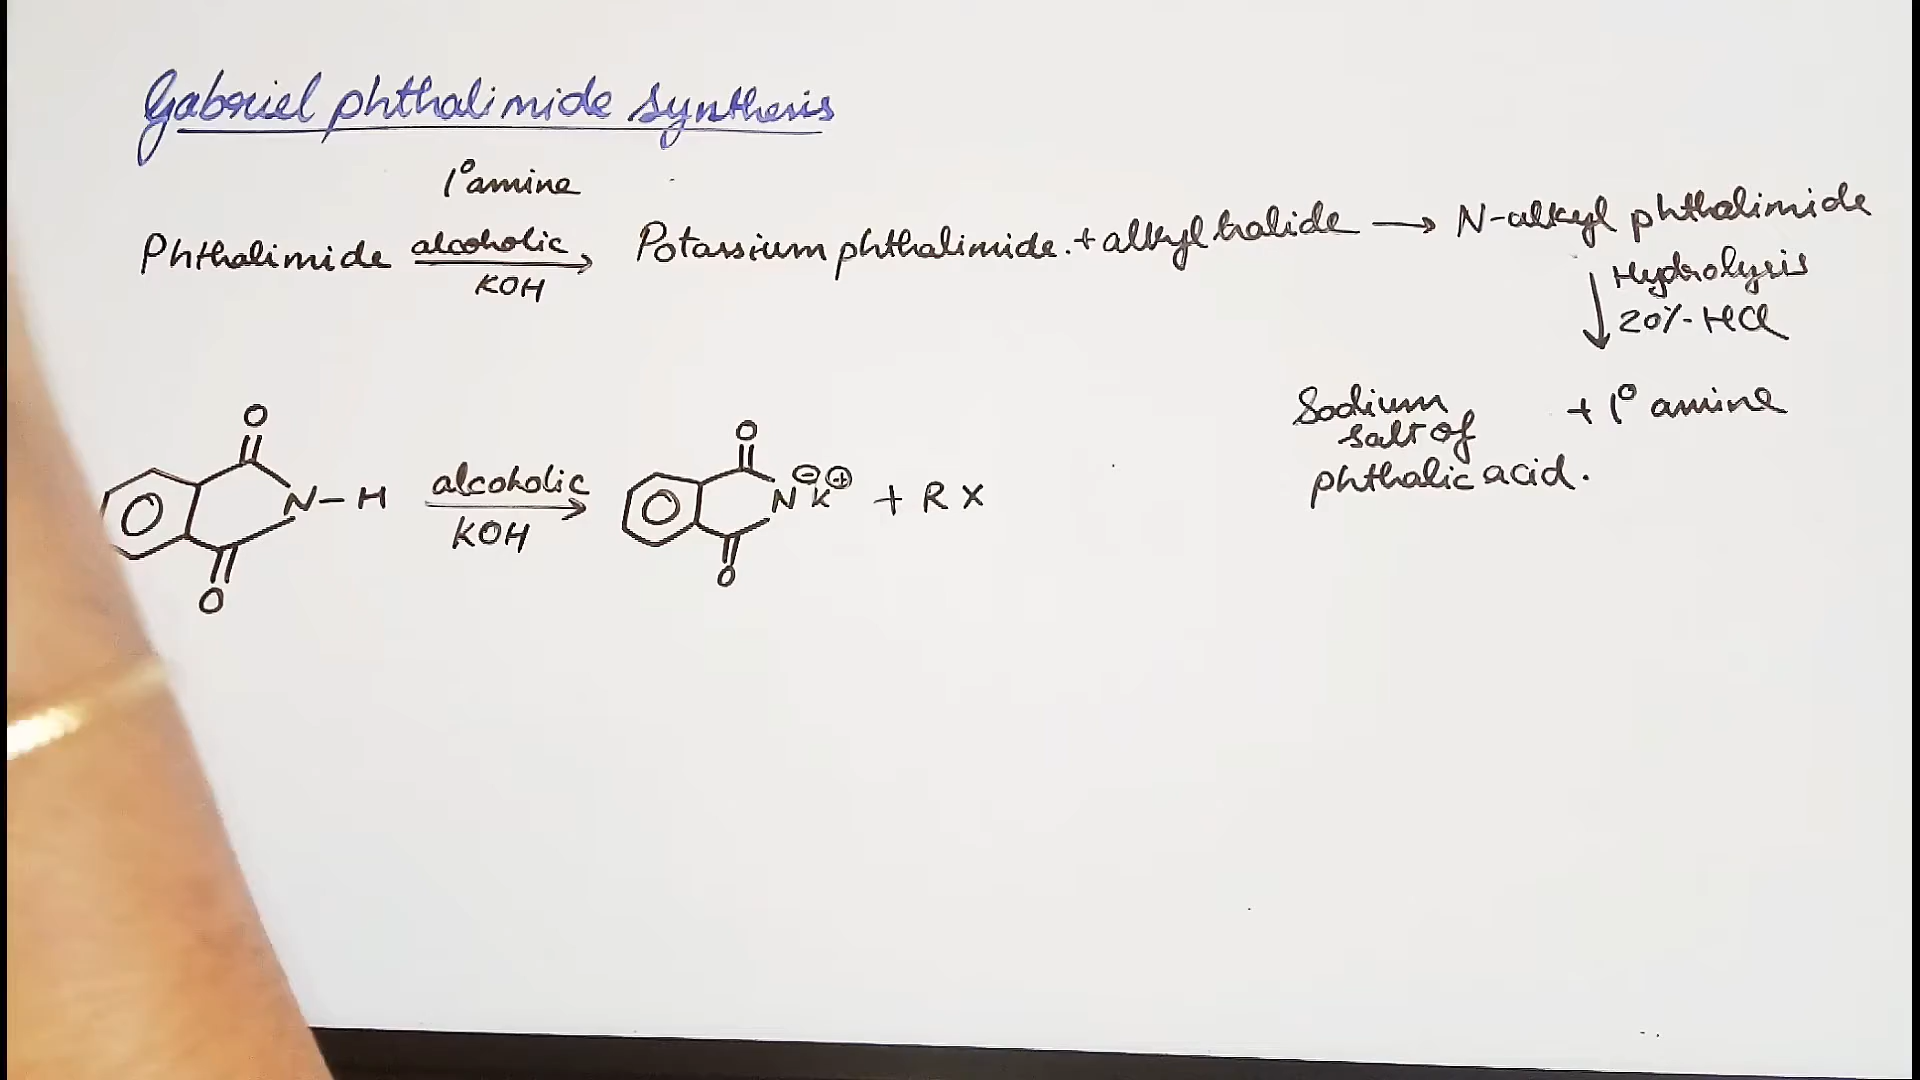 Gabriel phthalimide synthesis
1° amine
Phthalimide alcoholic KOH → Potassium phthalimide. + alkyl halide → N-alkyl phthalimide
↓ Hydrolysis
20% HCl
Sodium salt of phthalic acid. + 1° amine
O
N-H
O
alcoholic
KOH
O
N⊖ K⊕ + R X
O